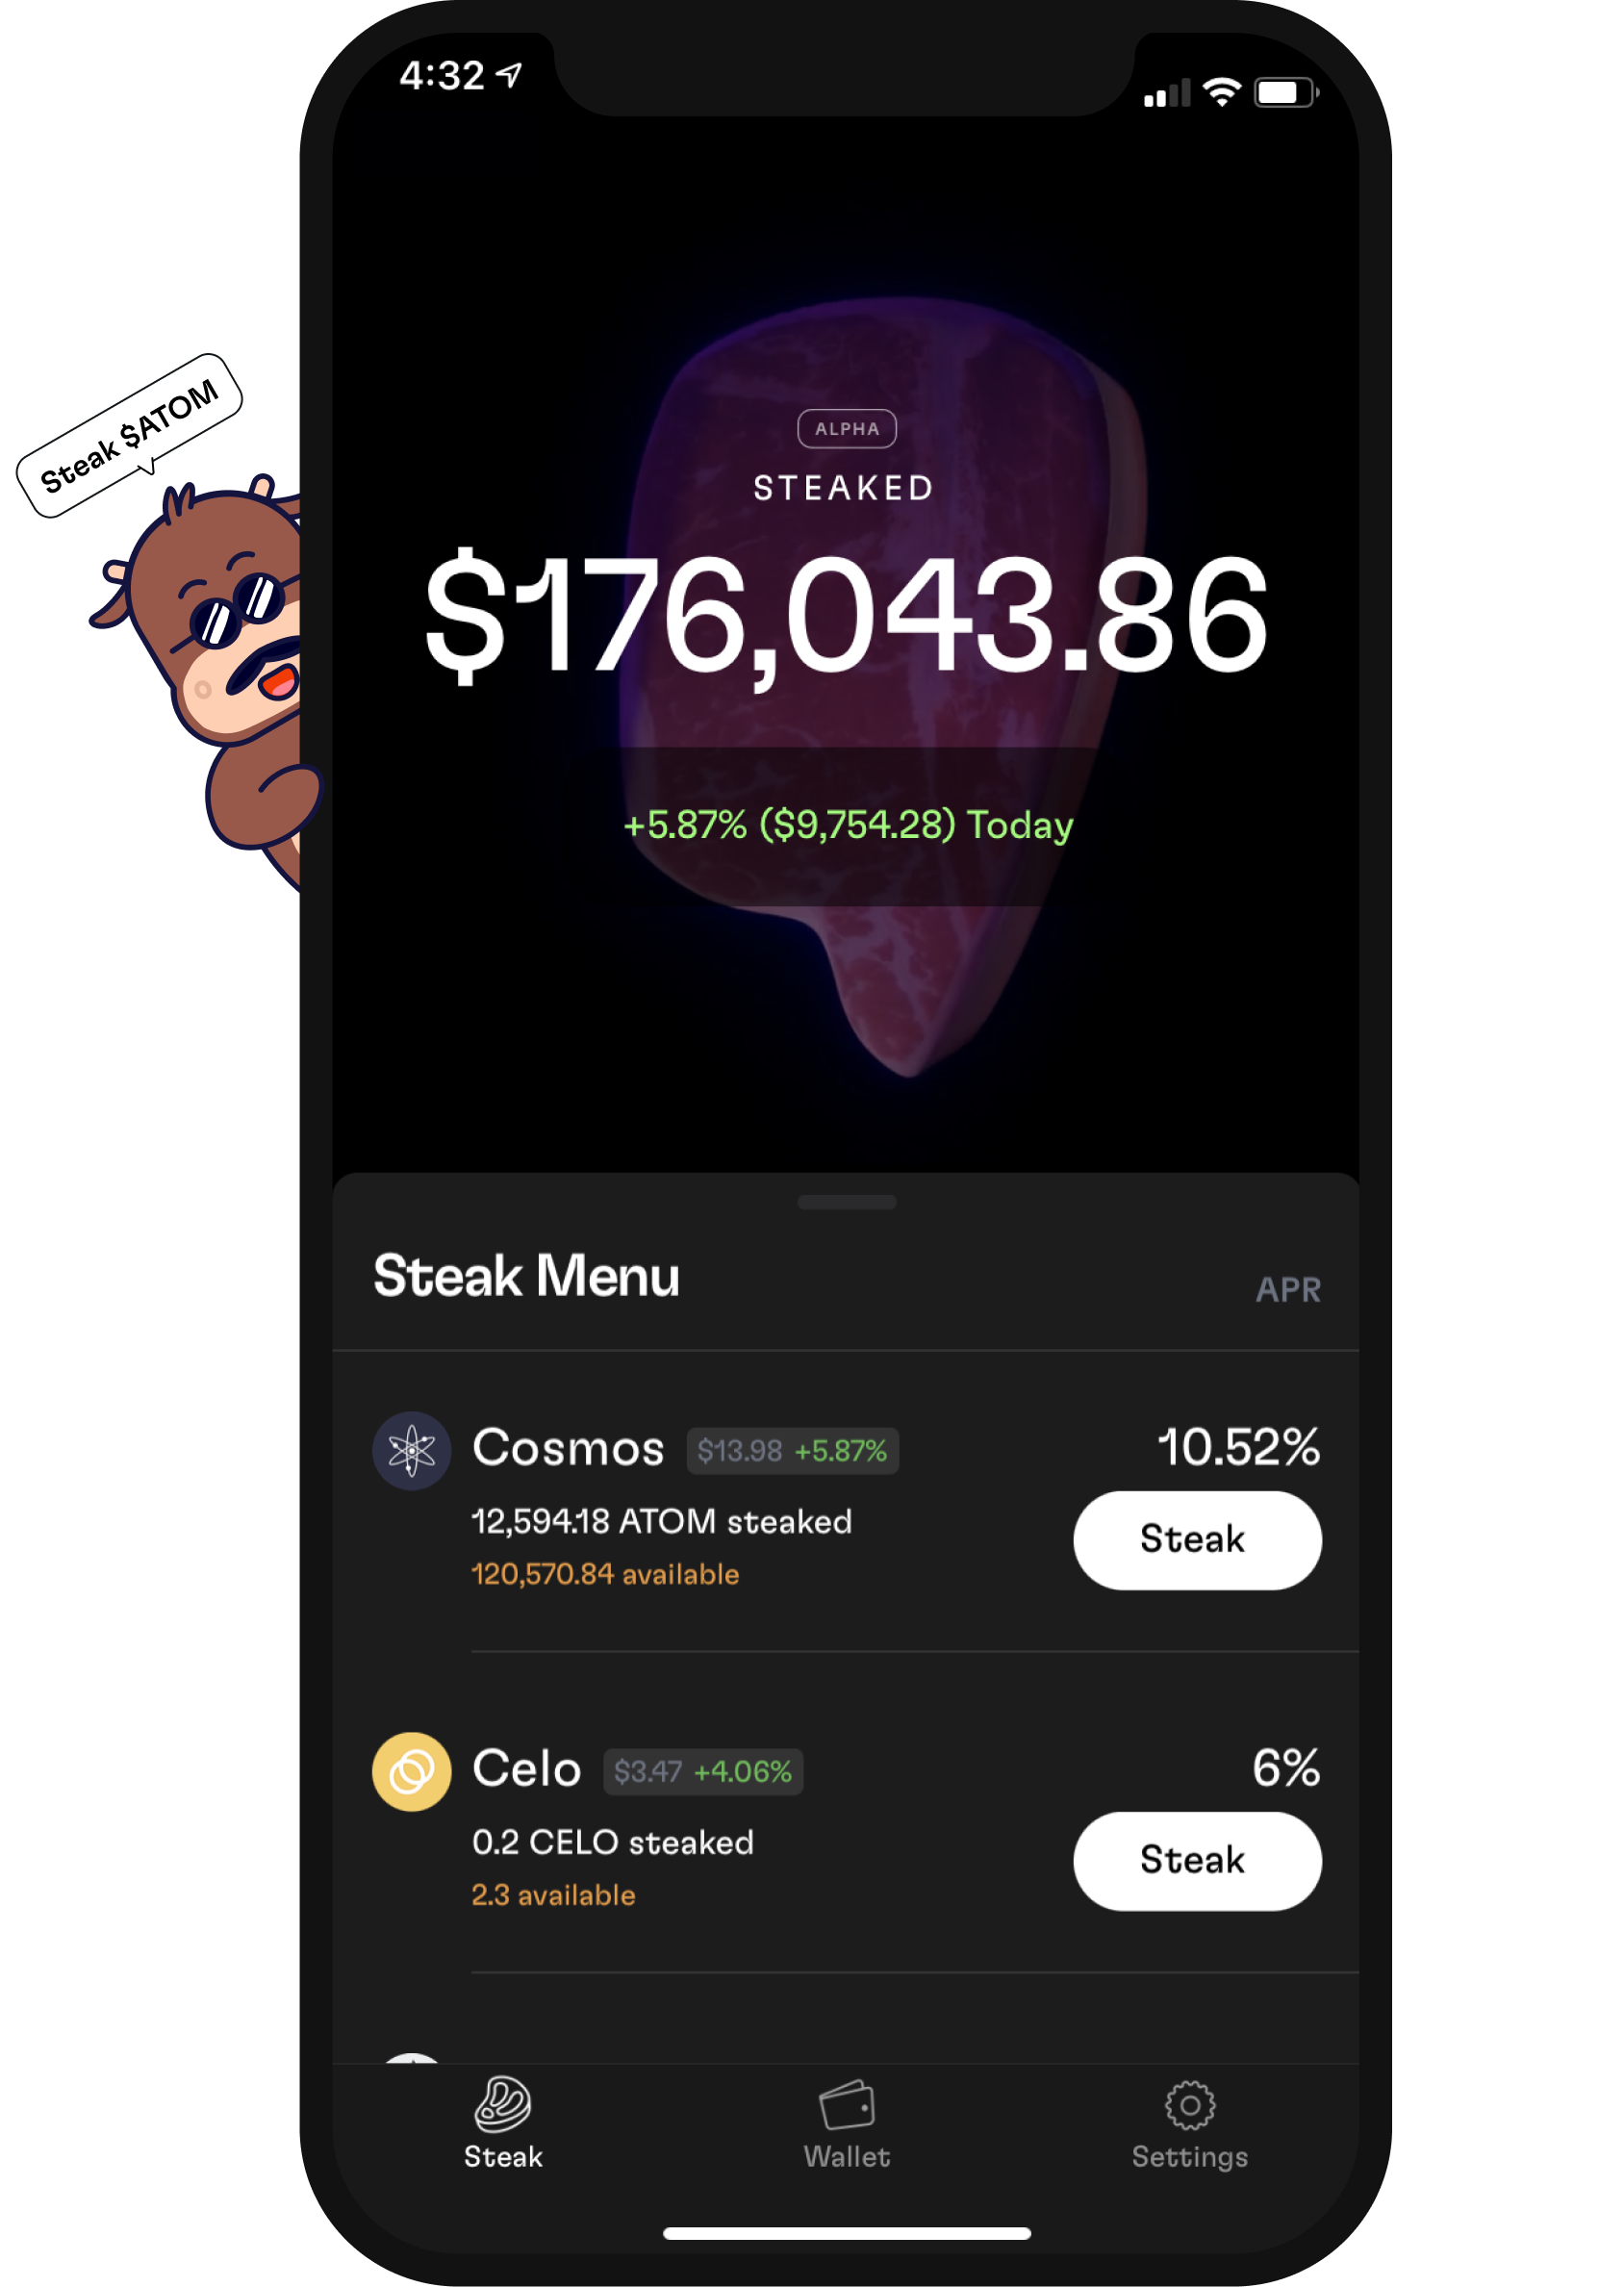 4:32
Steak $ATOM
ALPHA
STEAKED
$176,043.86
+5.87% ($9,754.28) Today
Steak Menu
APR
Cosmos $13.98 +5.87% 10.52%
12,594.18 ATOM steaked
Steak
120,570.84 available
Celo $3.47 +4.06% 6%
0.2 CELO steaked
Steak
2.3 available
Steak Wallet Settings